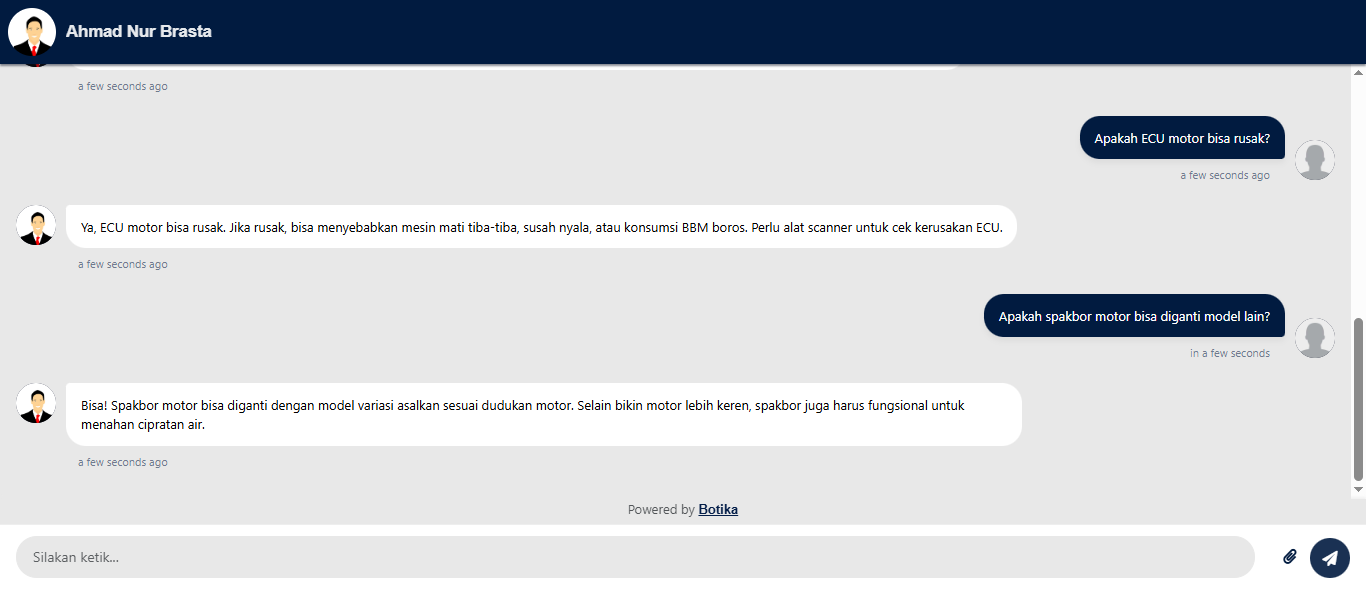 Ahmad Nur Brasta
a few seconds ago
Apakah ECU motor bisa rusak?
a few seconds ago
Ya, ECU motor bisa rusak. Jika rusak, bisa menyebabkan mesin mati tiba-tiba, susah nyala, atau konsumsi BBM boros. Perlu alat scanner untuk cek kerusakan ECU.
a few seconds ago
Apakah spakbor motor bisa diganti model lain?
in a few seconds
Bisa! Spakbor motor bisa diganti dengan model variasi asalkan sesuai dudukan motor. Selain bikin motor lebih keren, spakbor juga harus fungsional untuk
menahan cipratan air.
a few seconds ago
Powered by Botika
Silakan ketik...